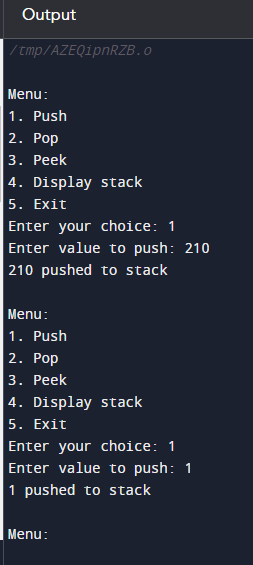 Output
/tmp/AZEQipnRZB.o
Menu:
1. Push
2. Pop
3. Peek
4. Display stack
5. Exit
Enter your choice: 1
Enter value to push: 210
210 pushed to stack
Menu:
1. Push
2. Pop
3. Peek
4. Display stack
5. Exit
Enter your choice: 1
Enter value to push: 1
1 pushed to stack
Menu: